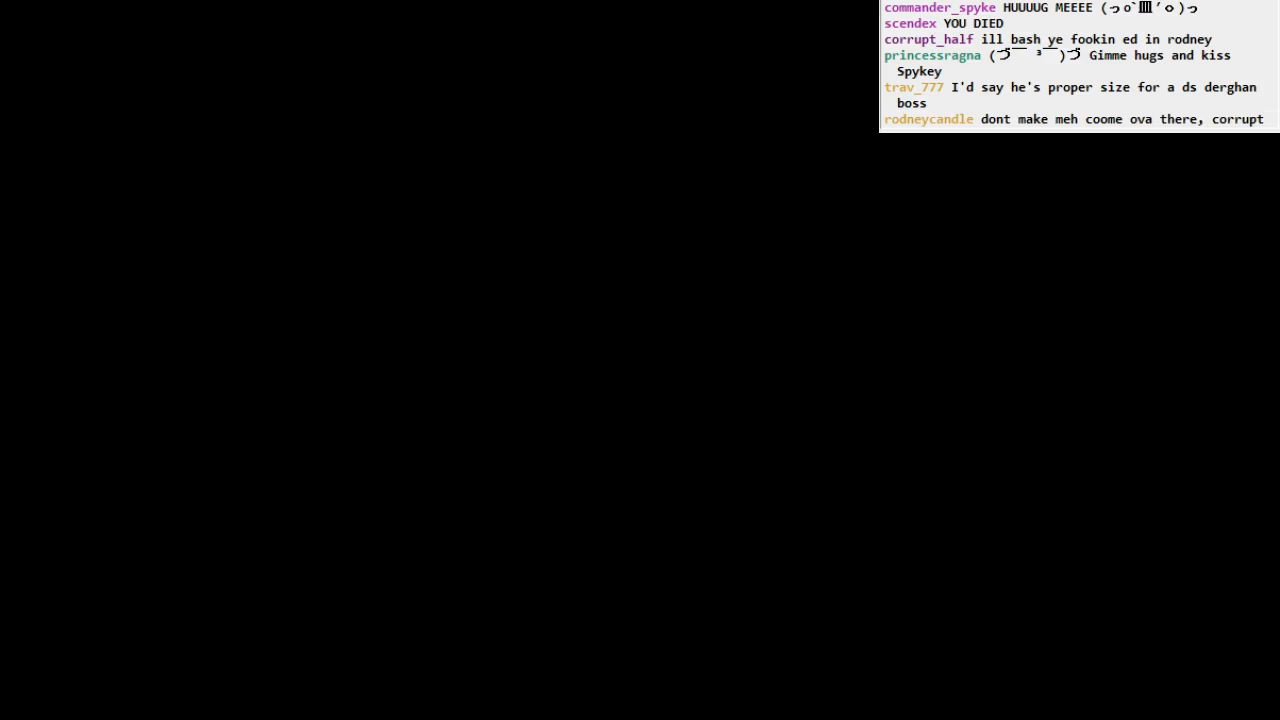 commander_spyke HUUUUG MEEEE (っ০`皿′০)っ
scendex YOU DIED
corrupt_half ill bash ye fookin ed in rodney
princessragna (づ￣ ³￣)づ Gimme hugs and kiss
Spykey
trav_777 I'd say he's proper size for a ds derghan
boss
rodneycandle dont make meh coome ova there, corrupt